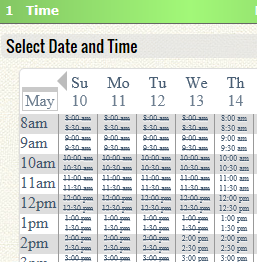 1 Time
Select Date and Time
Su Mo Tu We Th
May 10 11 12 13 14
8am 8:00 am 8:00 am 8:00 am 8:00 am 8:00 am
8:30 am 8:30 am 8:30 am 8:30 am 8:30 am
9am 9:00 am 9:00 am 9:00 am 9:00 am 9:00 am
9:30 am 9:30 am 9:30 am 9:30 am 9:30 am
10am 10:00 am 10:00 am 10:00 am 10:00 am 10:00 am
10:30 am 10:30 am 10:30 am 10:30 am 10:30 am
11am 11:00 am 11:00 am 11:00 am 11:00 am 11:00 am
11:30 am 11:30 am 11:30 am 11:30 am 11:30 am
12pm 12:00 pm 12:00 pm 12:00 pm 12:00 pm 12:00 pm
12:30 pm 12:30 pm 12:30 pm 12:30 pm 12:30 pm
1pm 1:00 pm 1:00 pm 1:00 pm 1:00 pm 1:00 pm
1:30 pm 1:30 pm 1:30 pm 1:30 pm 1:30 pm
2pm 2:00 pm 2:00 pm 2:00 pm 2:00 pm 2:00 pm
2:30 pm 2:30 pm 2:30 pm 2:30 pm 2:30 pm
3pm 3:00 pm 3:00 pm 3:00 pm 3:00 pm 3:00 pm